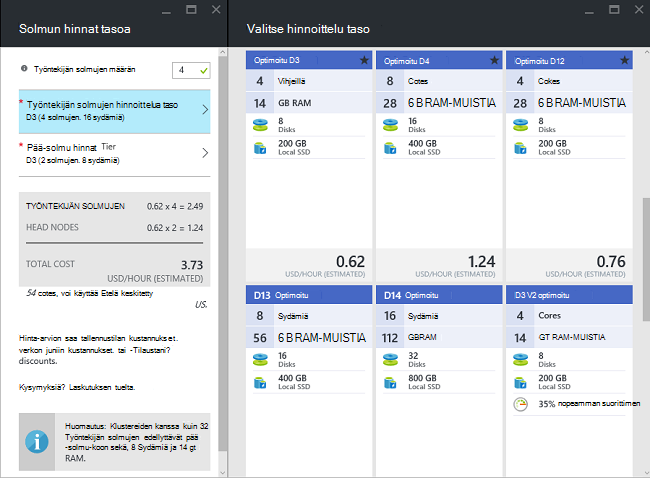 Solmun hinnat tasoa
Työntekijän solmujen määrän
4
* Työntekijän solmujen hinnoittelua taso
D3 (4 solmujen. 16 sydämiä)
* Pää-solmu hinnat Tier
D3 (2 solmujen. 8 sydämiä)
TYÖNTEKIJÄN SOLMUJEN 0.62 x 4 = 2.49
HEAD NODES 0.62 x 2 = 1.24
TOTAL COST 3.73
USD/HOUR (ESTIMATED)
54 cotes, voi käyttää Etelä keskitetty
US.
Hinta-arvion saa tallennustilan kustannukset.
verkon juniin kustannukset. tai -Tilaustani?
discounts.
Kysymyksiä? Laskutuksen tuelta.
Huomautus: Klustereiden kanssa kuin 32
Työntekijän solmujen edellyttävät pää
-solmu-koon sekä, 8 Sydämiä ja 14 gt
RAM.
Valitse hinnoittelu taso
Optimoitu D3
4 Vihjeillä
14 GB RAM
8
Disks
200 GB
Local SSD
0.62
USD/HOUR (ESTIMATED)
Optimoitu D4
8 Cotes
28 6 B RAM-MUISTIA
16
Disks
400 GB
Local SSD
1.24
USD/HOUR (ESTIMATED)
Optimoitu D12
4 Cokes
28 6 B RAM-MUISTIA
8
Disks
200 GB
Local SSD
0.76
USD/HOUR (ESTIMATED)
D13 Optimoitu
8 Sydämiä
56 6 B RAM-MUISTIA
16
Disks
400 GB
Local SSD
D14 Optimoitu
16 Sydämiä
112 GBRAM
32
Disks
800 GB
Local SSD
D3 V2 optimoitu
4 Cores
14 GT RAM-MUISTIA
8
Disks
200 GB
Local SSD
35% nopeamman suorittimen